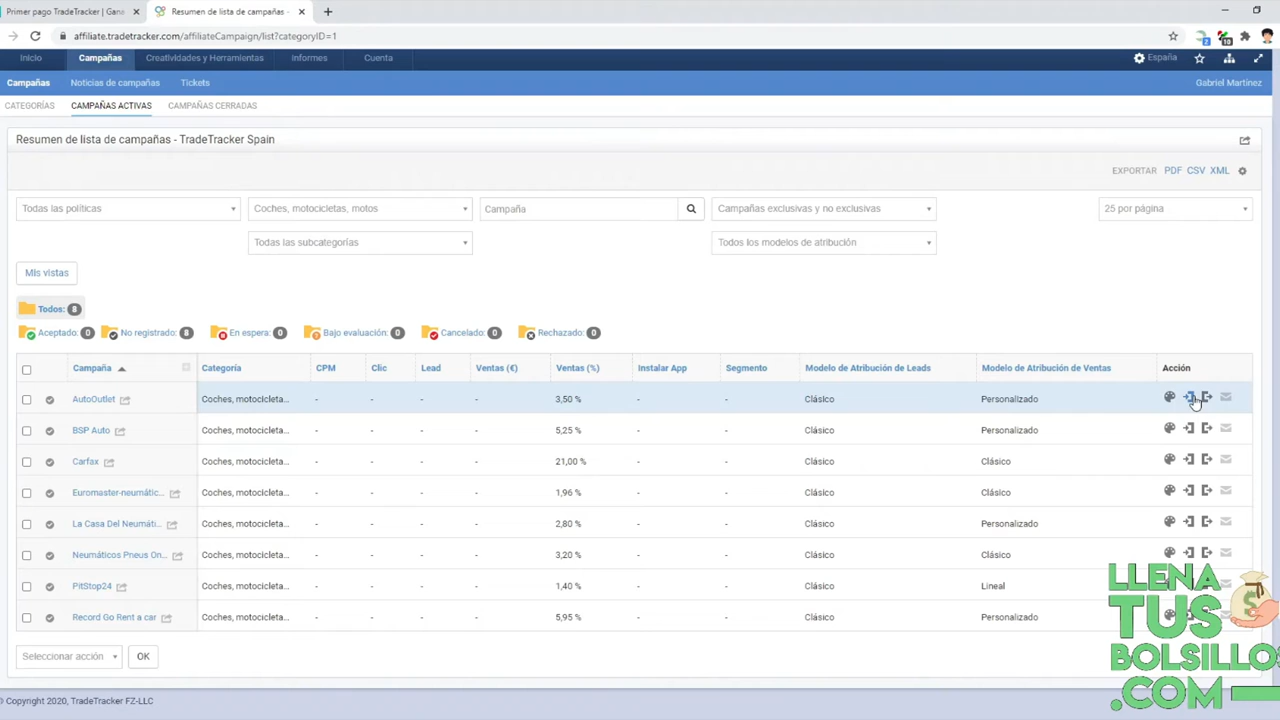 Primer pago TradeTracker | Gana
Resumen de lista de campañas -
affiliate.tradetracker.com/affiliateCampaign/list?categoryID=1
2
10
Inicio Campañas Creatividades y Herramientas Informes Cuenta España
Campañas Noticias de campañas Tickets Gabriel Martínez
CATEGORÍAS CAMPAÑAS ACTIVAS CAMPAÑAS CERRADAS
Resumen de lista de campañas - TradeTracker Spain
EXPORTAR PDF CSV XML
Todas las políticas Coches, motocicletas, motos Campaña Campañas exclusivas y no exclusivas 25 por página
Todas las subcategorías Todos los modelos de atribución
Mis vistas
Todos: 8
Aceptado: 0 No registrado: 8 En espera: 0 Bajo evaluación: 0 Cancelado: 0 Rechazado: 0
Campaña Categoría CPM Clic Lead Ventas (€) Ventas (%) Instalar App Segmento Modelo de Atribución de Leads Modelo de Atribución de Ventas Acción
AutoOutlet Coches, motocicleta... - - - - 3,50 % - - Clásico Personalizado
BSP Auto Coches, motocicleta... - - - - 5,25 % - - Clásico Personalizado
Carfax Coches, motocicleta... - - - - 21,00 % - - Clásico Clásico
Euromaster-neumátic... Coches, motocicleta... - - - - 1,96 % - - Clásico Clásico
La Casa Del Neumáti... Coches, motocicleta... - - - - 2,80 % - - Clásico Personalizado
Neumáticos Pneus On... Coches, motocicleta... - - - - 3,20 % - - Clásico Clásico
PitStop24 Coches, motocicleta... - - - - 1,40 % - - Clásico Lineal
Record Go Rent a car Coches, motocicleta... - - - - 5,95 % - - Clásico Personalizado
Seleccionar acción OK
© Copyright 2020, TradeTracker FZ-LLC
LLENA
TUS
BOLSILLO
.COM